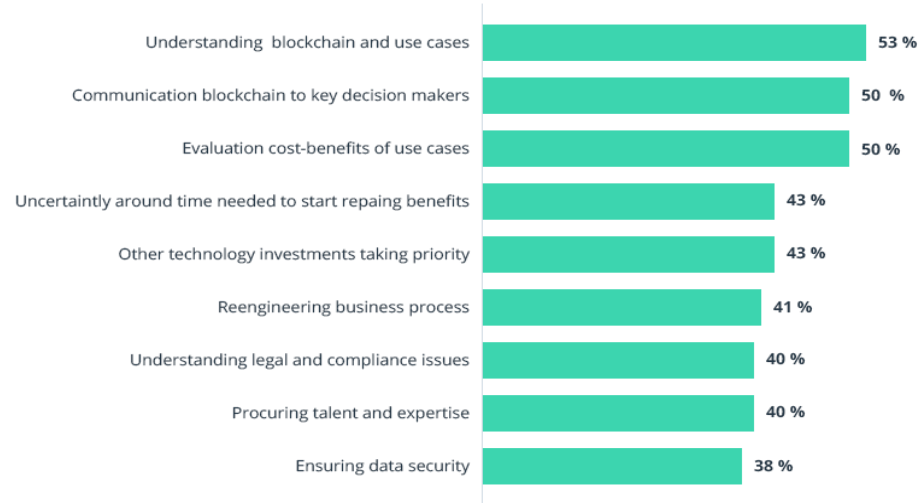 Understanding blockchain and use cases 53 %
Communication blockchain to key decision makers 50 %
Evaluation cost-benefits of use cases 50 %
Uncertaintly around time needed to start repaing benefits 43 %
Other technology investments taking priority 43 %
Reengineering business process 41 %
Understanding legal and compliance issues 40 %
Procuring talent and expertise 40 %
Ensuring data security 38 %